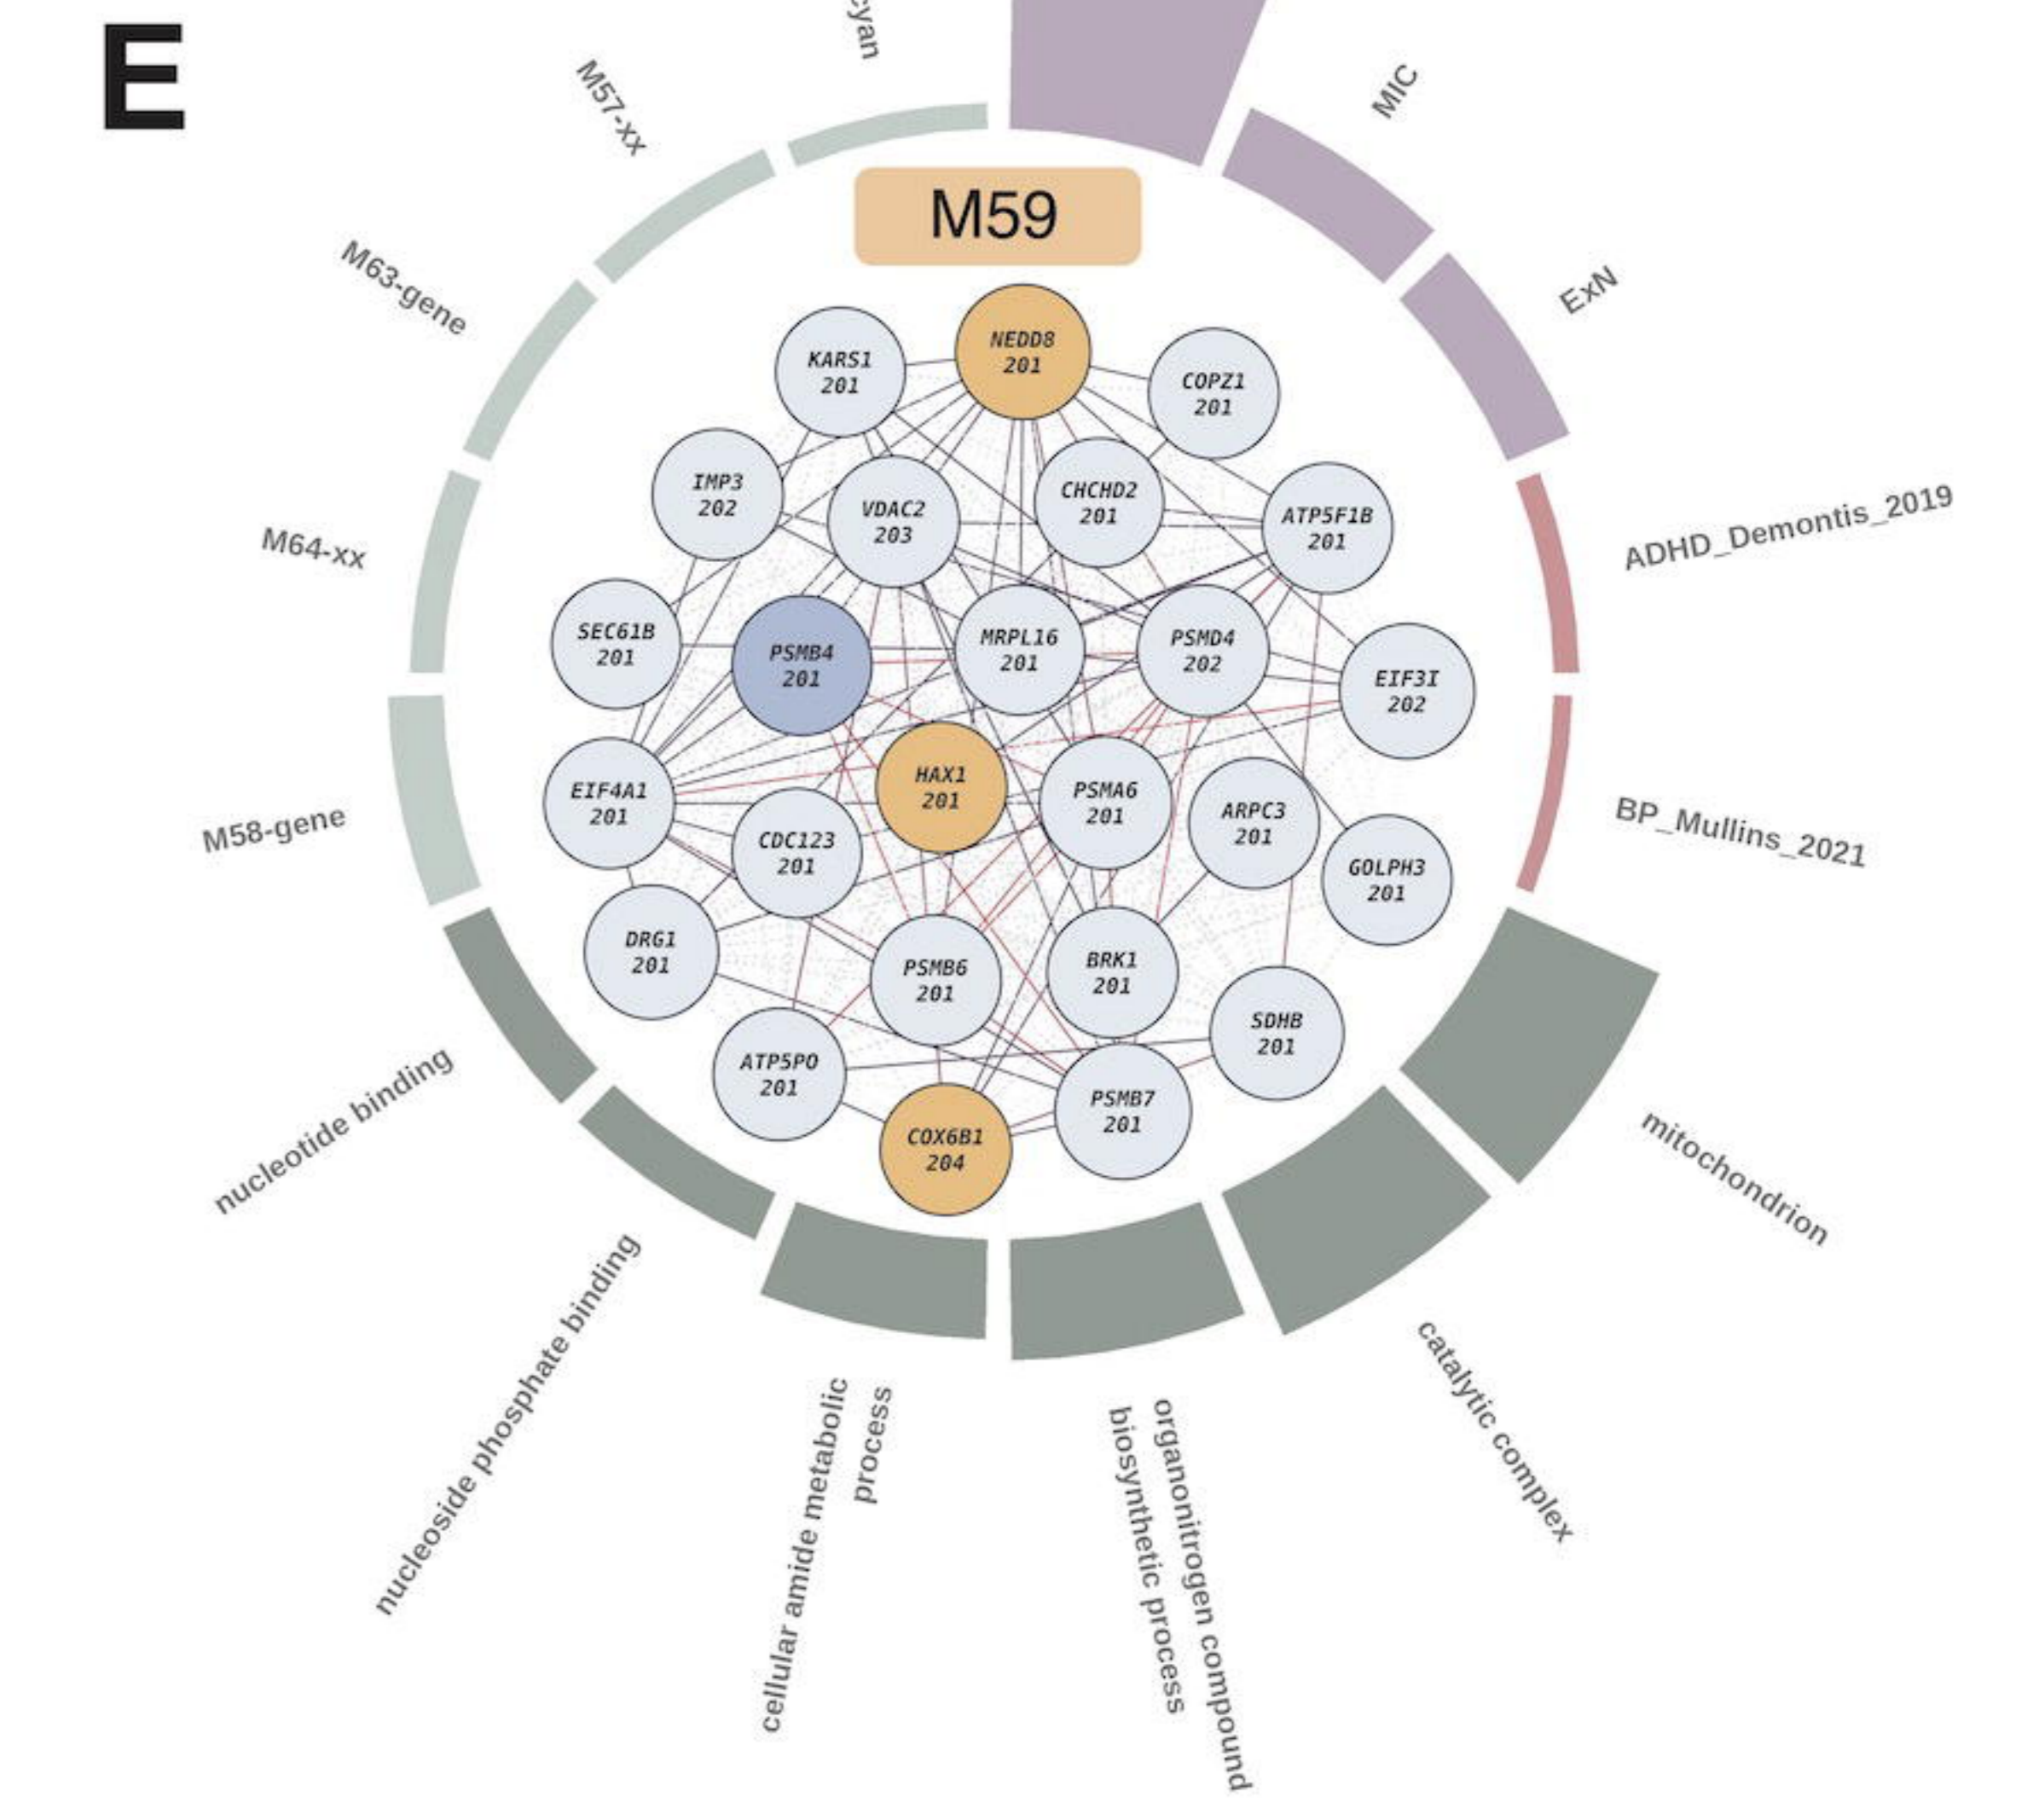 E
cyan
M57-xx
MIC
M59
M63-gene
ExN
NEDD8
201
KARS1
201
COPZ1
201
IMP3
202
VDAC2
203
CHCHD2
201
ATP5F1B
201
ADHD_Demontis_2019
M64-xx
SEC61B
201
PSMB4
201
MRPL16
201
PSMD4
202
EIF3I
202
EIF4A1
201
HAX1
201
PSMA6
201
ARPC3
201
M58-gene
BP_Mullins_2021
CDC123
201
GOLPH3
201
DRG1
201
PSMB6
201
BRK1
201
SDHB
201
ATP5PO
201
PSMB7
201
COX6B1
204
nucleotide binding
mitochondrion
nucleoside phosphate binding
catalytic complex
cellular amide metabolic
process
organonitrogen compound
biosynthetic process